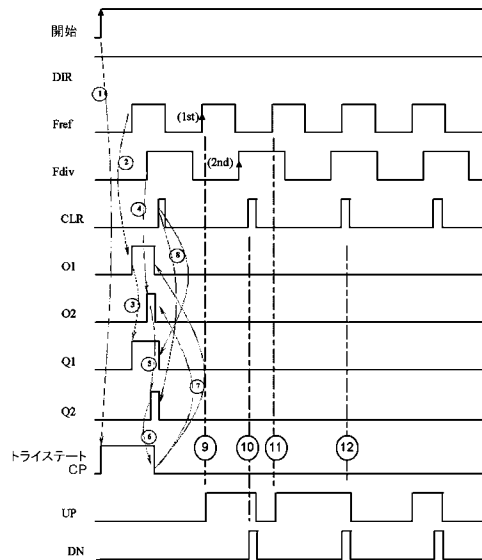 開始
①
DIR
(1st)
Fref
②
(2nd)
Fdiv
④
CLR
⑧
O1
③
O2
⑤
Q1
⑦
Q2
⑥
⑨ ⑩ ⑪ ⑫
トライステート
CP
UP
DN